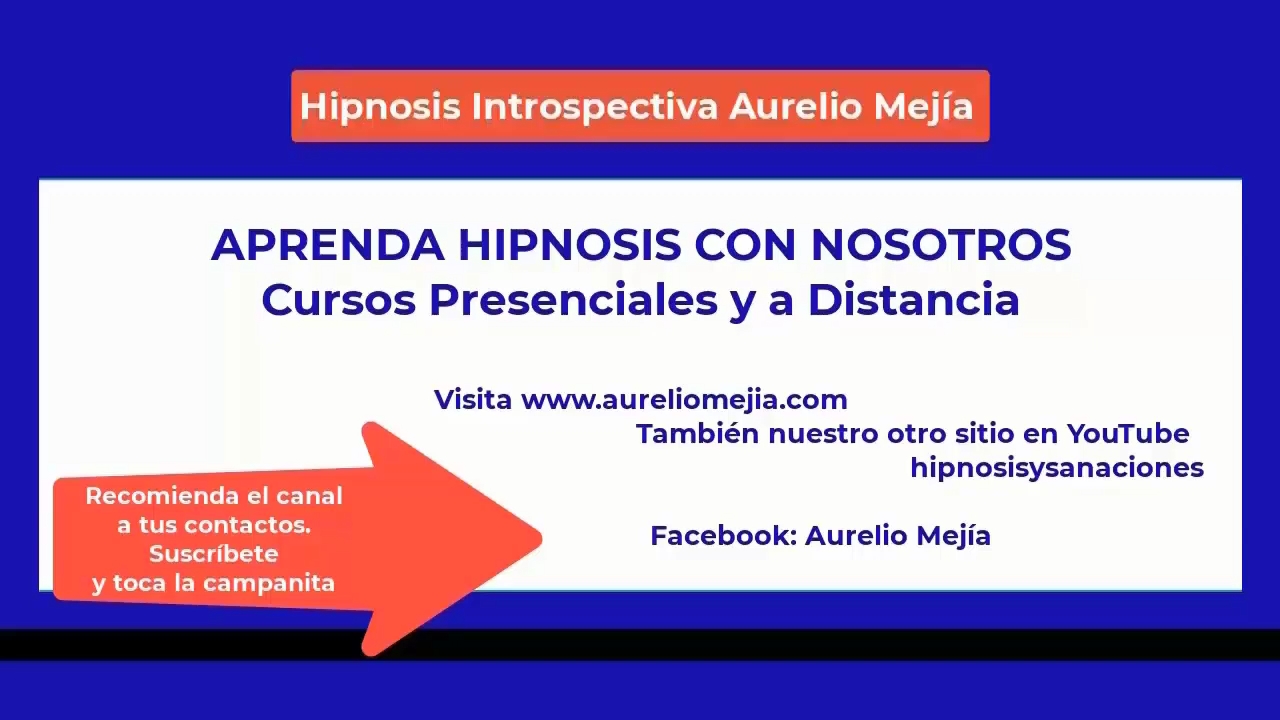 Hipnosis Introspectiva Aurelio Mejía
APRENDA HIPNOSIS CON NOSOTROS
Cursos Presenciales y a Distancia
Visita www.aureliomejia.com
También nuestro otro sitio en YouTube
hipnosisysanaciones
Facebook: Aurelio Mejía
Recomienda el canal
a tus contactos.
Suscríbete
y toca la campanita